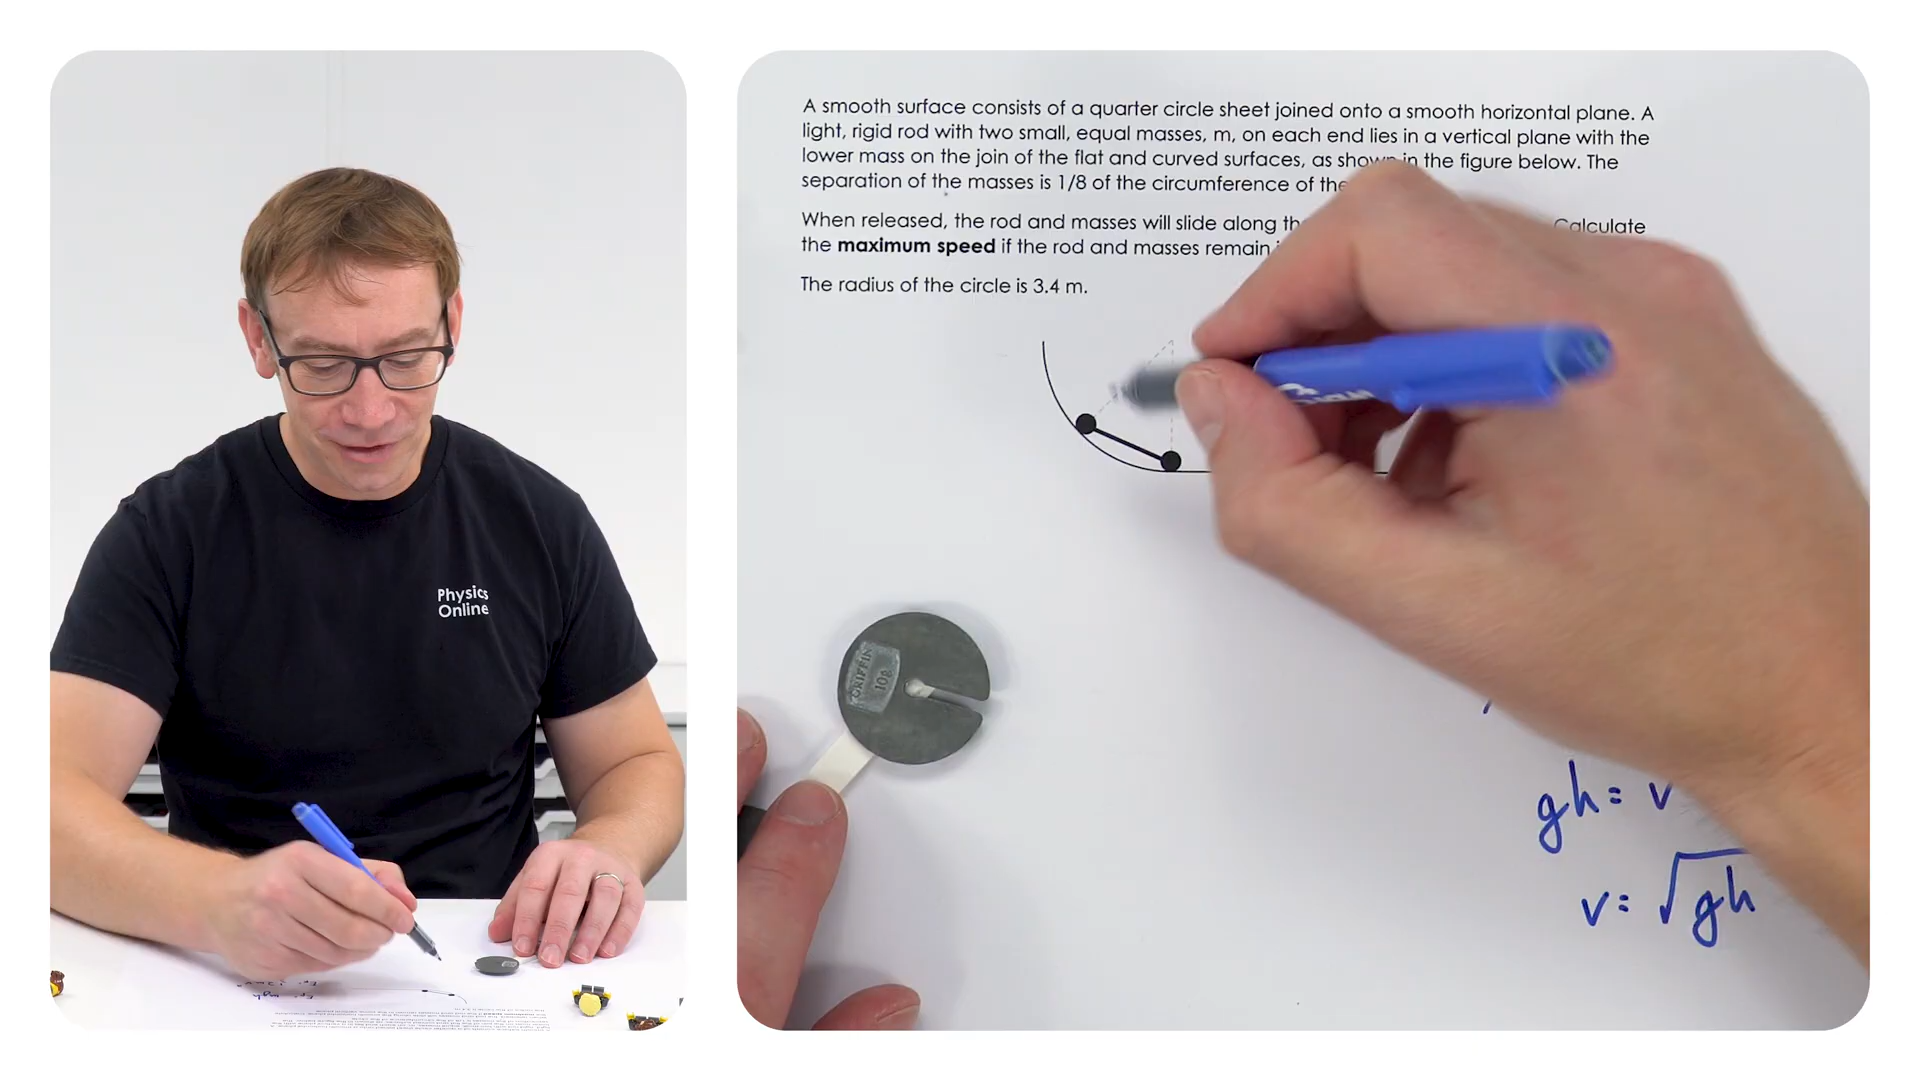 Physics
Online
A smooth surface consists of a quarter circle sheet joined onto a smooth horizontal plane. A
light, rigid rod with two small, equal masses, m, on each end lies in a vertical plane with the
lower mass on the join of the flat and curved surfaces, as shown in the figure below. The
separation of the masses is 1/8 of the circumference of the
When released, the rod and masses will slide along Calculate
the maximum speed if the rod and masses remain
The radius of the circle is 3.4 m.
GRIFFIN
10g
gh = v
v = √gh